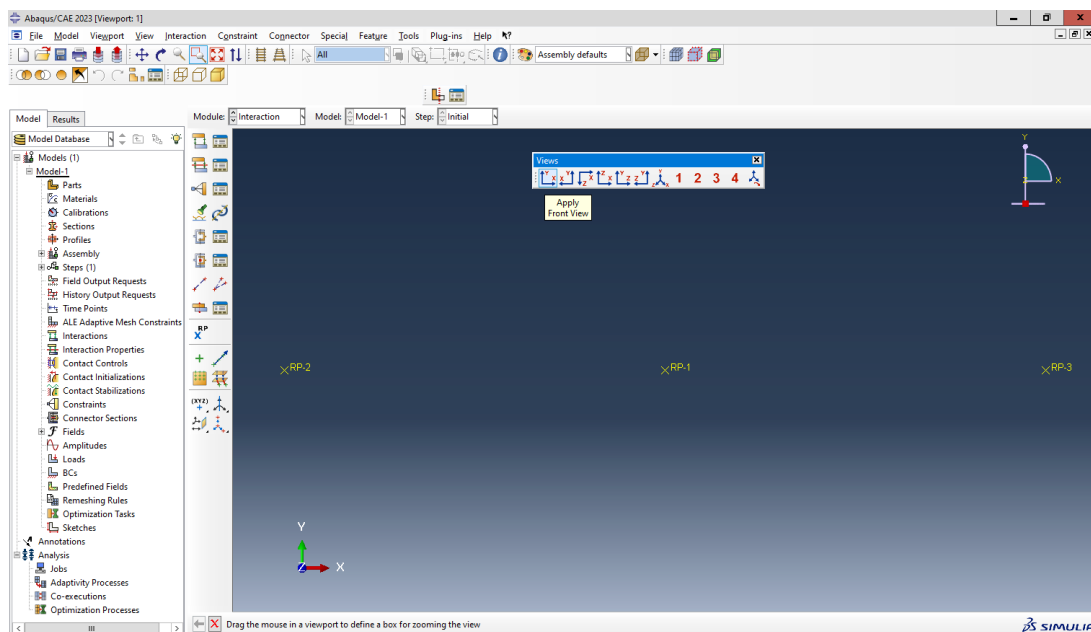 Abaqus/CAE 2023 [Viewport: 1]
File Model Viewport View Interaction Constraint Connector Special Feature Tools Plug-ins Help
All
Assembly defaults
Model Results
Module: Interaction Model: Model-1 Step: Initial
Model Database
Models (1)
Model-1
Parts
Materials
Calibrations
Sections
Profiles
Assembly
Steps (1)
Field Output Requests
History Output Requests
Time Points
ALE Adaptive Mesh Constraints
Interactions
Interaction Properties
Contact Controls
Contact Initializations
Contact Stabilizations
Constraints
Connector Sections
Fields
Amplitudes
Loads
BCs
Predefined Fields
Remeshing Rules
Optimization Tasks
Sketches
Annotations
Analysis
Jobs
Adaptivity Processes
Co-executions
Optimization Processes
RP
X
(XYZ)
Views
1 2 3 4
Apply
Front View
Y
Z X
RP-2
RP-1
RP-3
Y
Z X
Drag the mouse in a viewport to define a box for zooming the view
SIMULIA